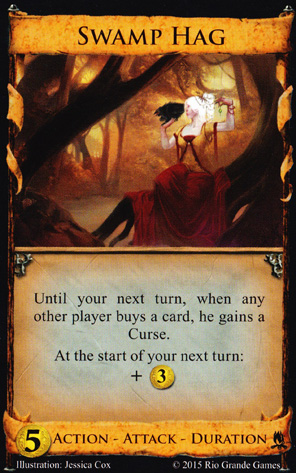 Swamp Hag
Until your next turn, when any
other player buys a card, he gains a
Curse.
At the start of your next turn:
+ 3
5 Action - Attack - Duration
Illustration: Jessica Cox © 2015 Rio Grande Games